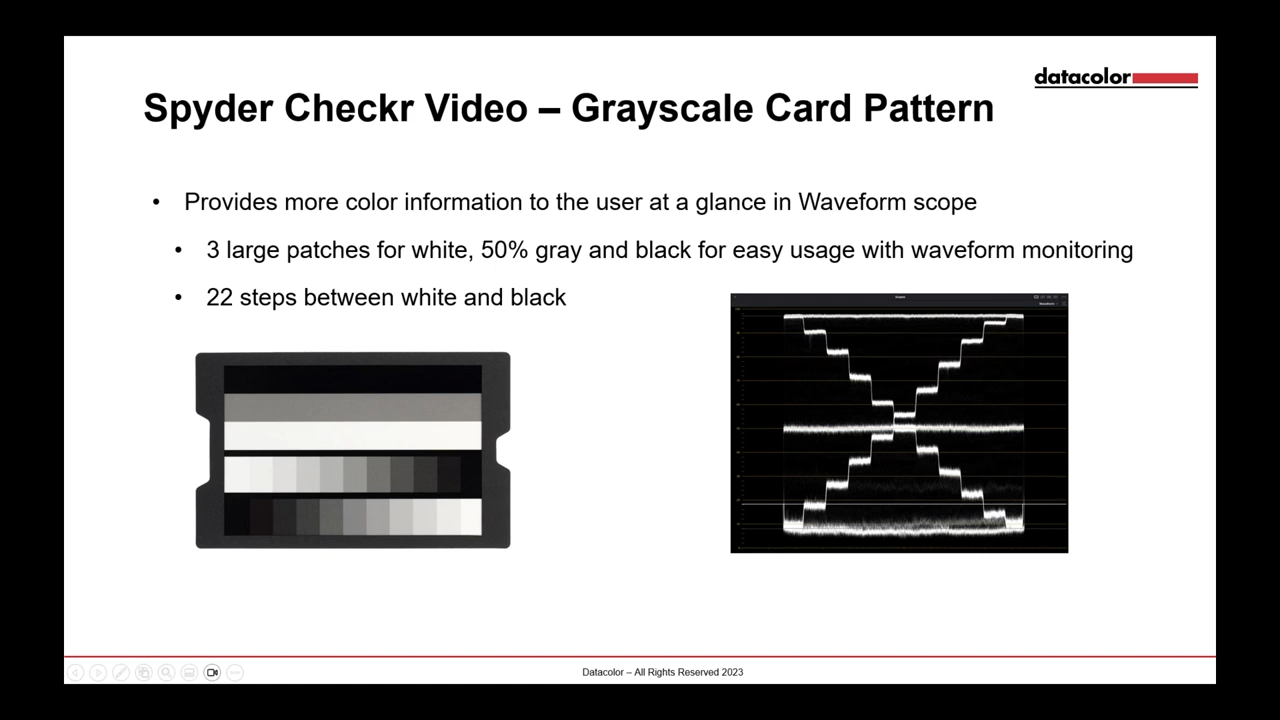 datacolor
Spyder Checkr Video – Grayscale Card Pattern
• Provides more color information to the user at a glance in Waveform scope
• 3 large patches for white, 50% gray and black for easy usage with waveform monitoring
• 22 steps between white and black
Datacolor – All Rights Reserved 2023